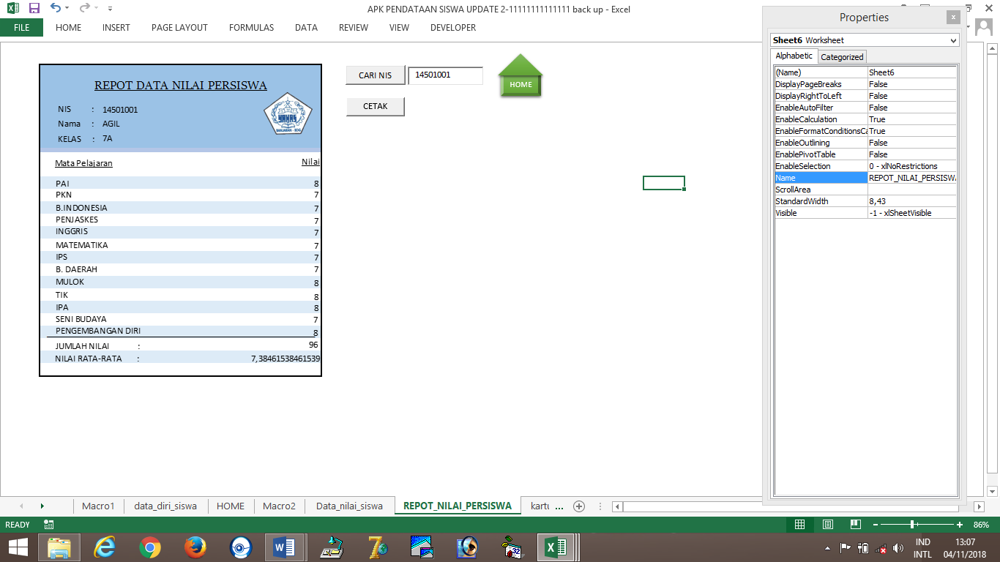 APK PENDATAAN SISWA UPDATE 2-11111111111111 back up - Excel
FILE HOME INSERT PAGE LAYOUT FORMULAS DATA REVIEW VIEW DEVELOPER
REPOT DATA NILAI PERSISWA
NIS : 14501001
Nama : AGIL
KELAS : 7A
YAHAS
BANJARAN - BDG
Mata Pelajaran Nilai
PAI 8
PKN 7
B.INDONESIA 7
PENJASKES 7
INGGRIS 7
MATEMATIKA 7
IPS 7
B. DAERAH 7
MULOK 8
TIK 8
IPA 8
SENI BUDAYA 7
PENGEMBANGAN DIRI 8
JUMLAH NILAI : 96
NILAI RATA-RATA : 7,38461538461539
CARI NIS 14501001
CETAK
HOME
Properties x
Sheet6 Worksheet
Alphabetic Categorized
(Name) Sheet6
DisplayPageBreaks False
DisplayRightToLeft False
EnableAutoFilter False
EnableCalculation True
EnableFormatConditionsCa True
EnableOutlining False
EnablePivotTable False
EnableSelection 0 - xlNoRestrictions
Name REPOT_NILAI_PERSISWA
ScrollArea
StandardWidth 8,43
Visible -1 - xlSheetVisible
Macro1 data_diri_siswa HOME Macro2 Data_nilai_siswa REPOT_NILAI_PERSISWA kartu ...
READY 86%
IND 13:07
INTL 04/11/2018